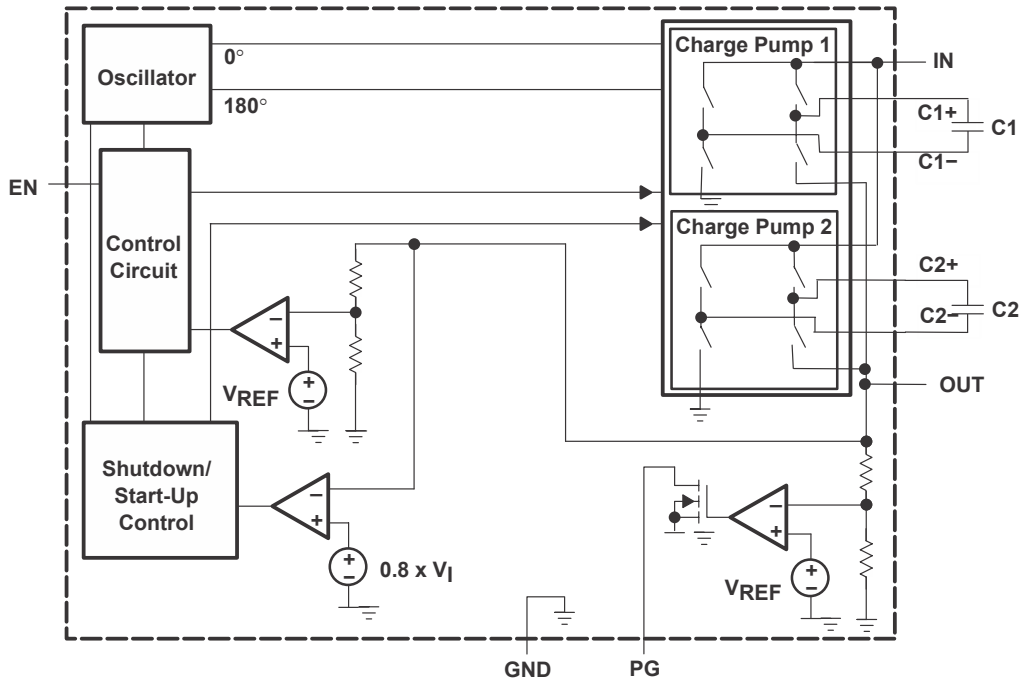 Oscillator
0°
180°
Charge Pump 1
IN
C1+
C1
C1−
EN
Control
Circuit
Charge Pump 2
C2+
C2−
C2
−
+
+
−
VREF
OUT
Shutdown/
Start-Up
Control
−
+
+
−
0.8 x VI
−
+
+
−
VREF
GND
PG